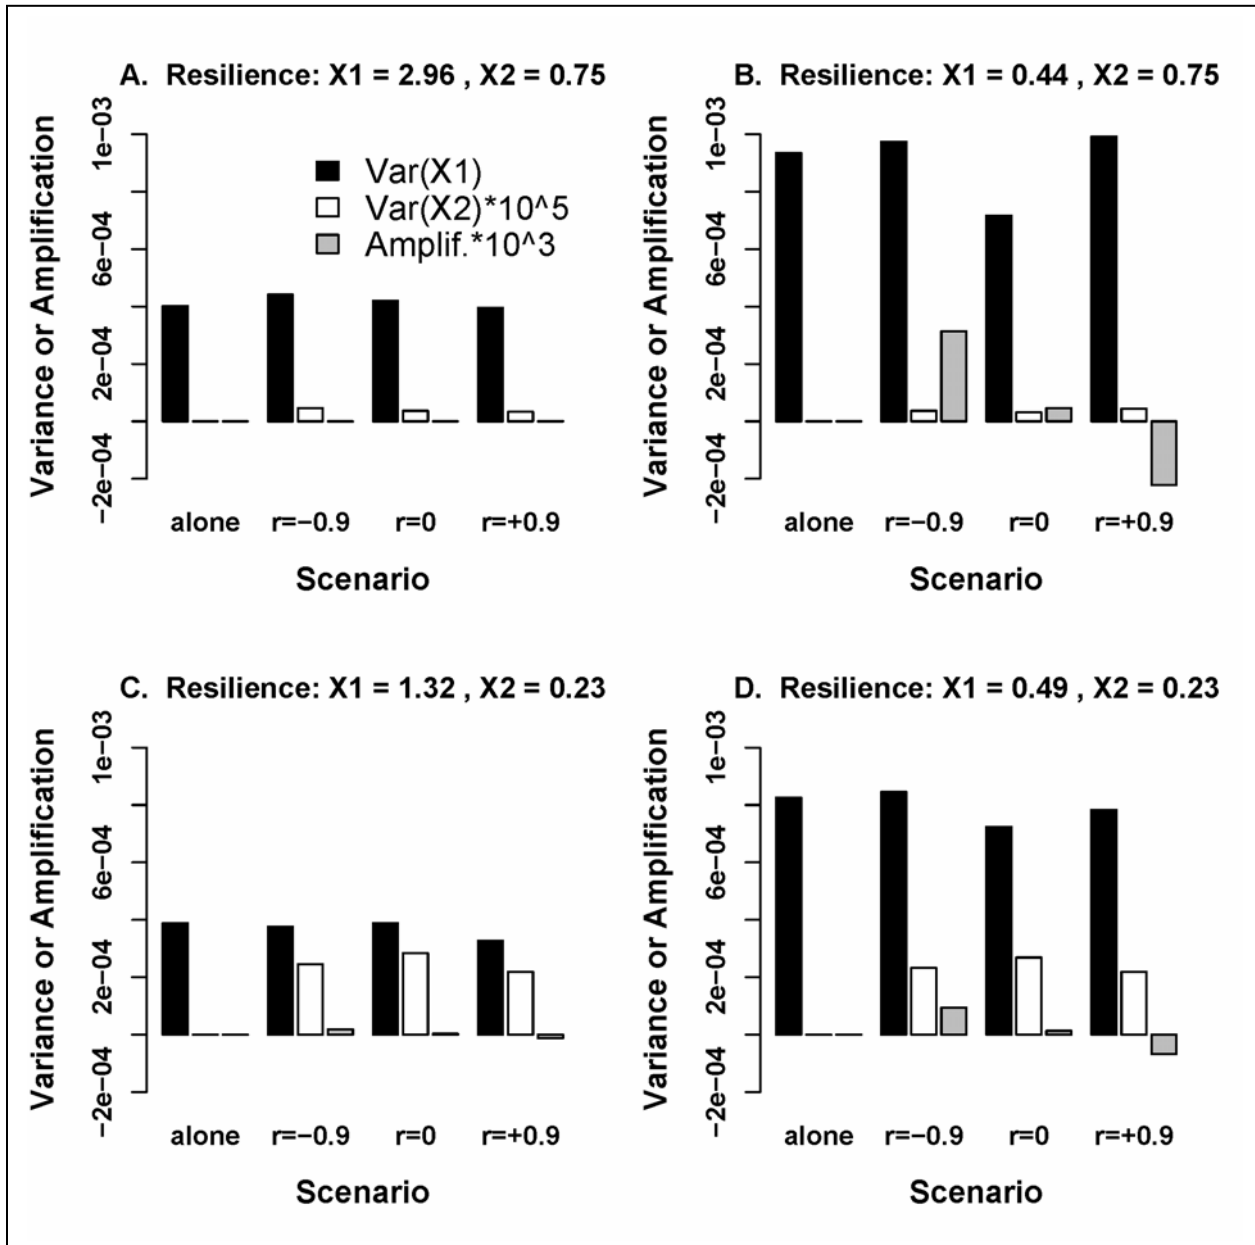 A. Resilience: X1 = 2.96 , X2 = 0.75
Variance or Amplification
1e−03
6e−04
2e−04
−2e−04
Var(X1)
Var(X2)*10^5
Amplif.*10^3
alone r=−0.9 r=0 r=+0.9
Scenario
B. Resilience: X1 = 0.44 , X2 = 0.75
Variance or Amplification
1e−03
6e−04
2e−04
−2e−04
alone r=−0.9 r=0 r=+0.9
Scenario
C. Resilience: X1 = 1.32 , X2 = 0.23
Variance or Amplification
1e−03
6e−04
2e−04
−2e−04
alone r=−0.9 r=0 r=+0.9
Scenario
D. Resilience: X1 = 0.49 , X2 = 0.23
Variance or Amplification
1e−03
6e−04
2e−04
−2e−04
alone r=−0.9 r=0 r=+0.9
Scenario